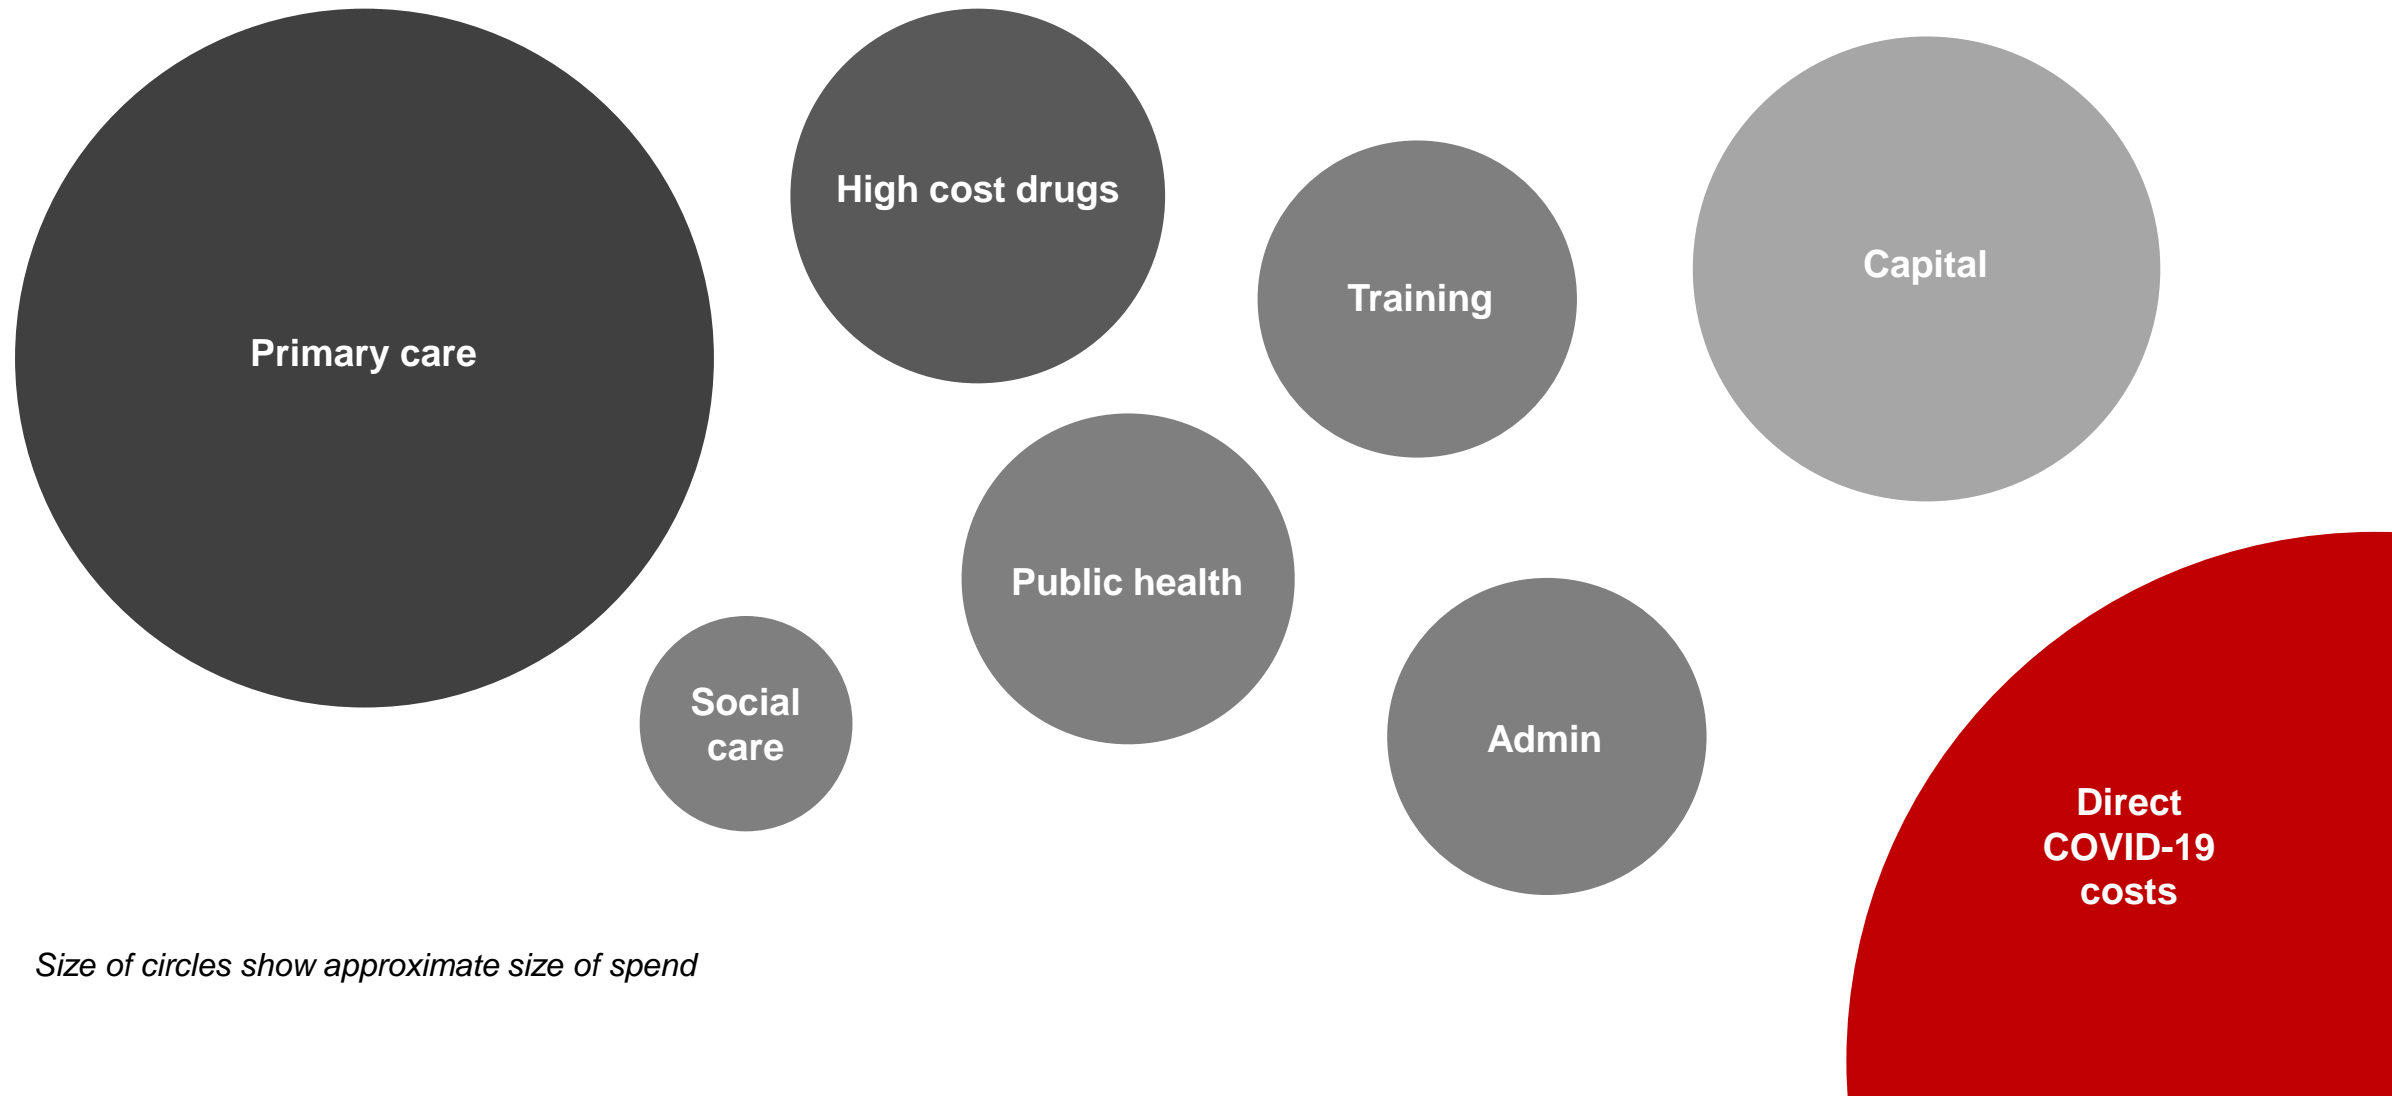 Primary care
High cost drugs
Training
Capital
Public health
Social
care
Admin
Direct
COVID-19
costs
Size of circles show approximate size of spend